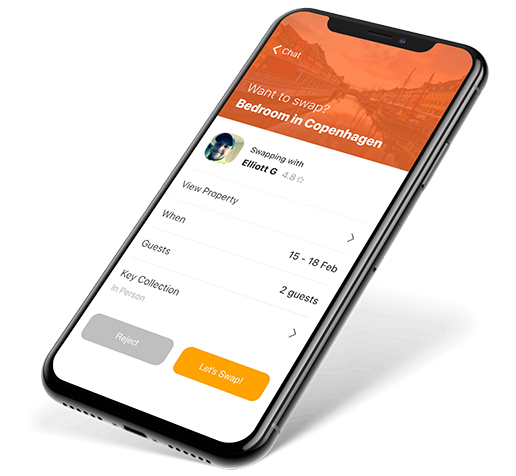 Chat
Want to swap?
Bedroom in Copenhagen
Swapping with
Elliott G 4.8
View Property
When
15 - 18 Feb
Guests
2 guests
Key Collection
In Person
Reject
Let's Swap!